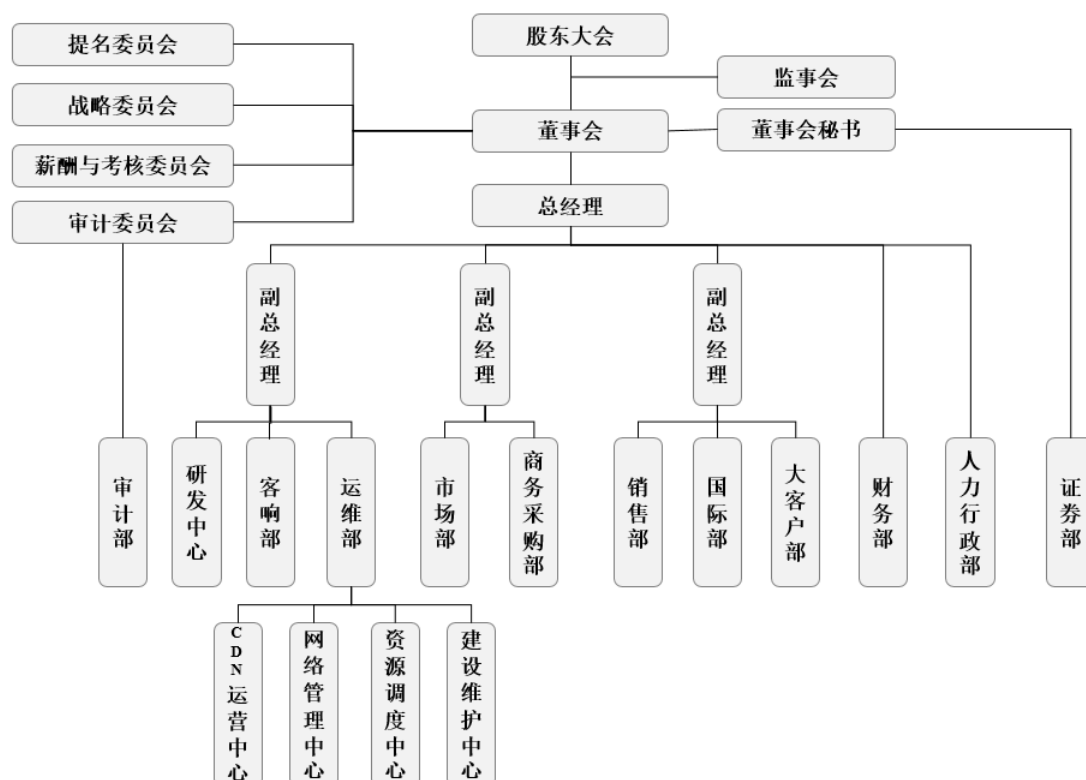 提名委员会
股东大会
监事会
战略委员会
董事会
董事会秘书
薪酬与考核委员会
总经理
审计委员会
副总经理
副总经理
副总经理
审计部
研发中心
客响部
运维部
市场部
商务采购部
销售部
国际部
大客户部
财务部
人力行政部
证券部
CDN运营中心
网络管理中心
资源调度中心
建设维护中心